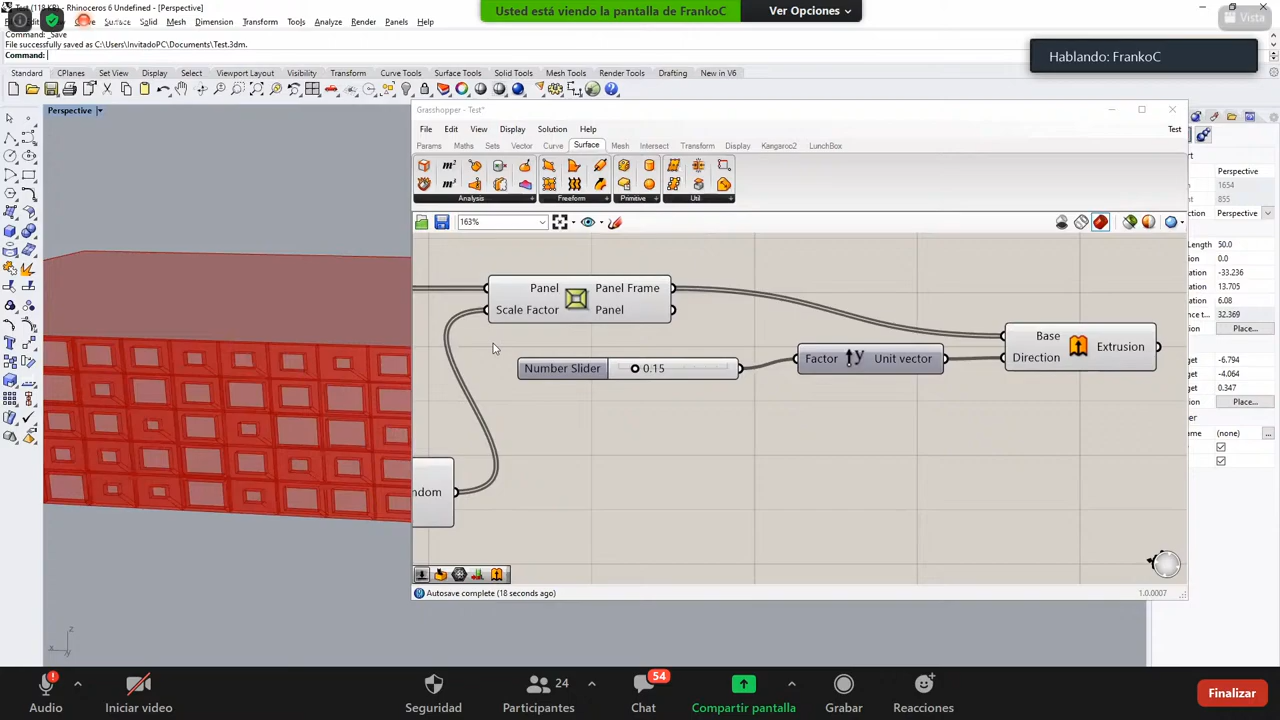 Test (118 KB) - Rhinoceros 6 Undefined - [Perspective]
Surface Solid Mesh Dimension Transform Tools Analyze Render Panels Help
Command: _Save
File successfully saved as C:\Users\InvitadoPC\Documents\Test.3dm.
Command:
Usted está viendo la pantalla de FrankoC
Ver Opciones
Vista
Hablando: FrankoC
Standard CPlanes Set View Display Select Viewport Layout Visibility Transform Curve Tools Surface Tools Solid Tools Mesh Tools Render Tools Drafting New in V6
Perspective
Grasshopper - Test*
File Edit View Display Solution Help
Test
Params Maths Sets Vector Curve Surface Mesh Intersect Transform Display Kangaroo2 LunchBox
Analysis Freeform Primitive Util
163%
Panel Panel Frame
Scale Factor Panel
Number Slider 0.15
Factor Unit vector
Base
Direction Extrusion
ndom
Autosave complete (18 seconds ago)
1.0.0007
Perspective
1654
855
Perspective
Length 50.0
0.0
-33.236
13.705
6.08
32.369
Place...
-6.794
-4.064
0.347
Place...
(none)
...
z
x y
Audio
Iniciar video
Seguridad
24
Participantes
54
Chat
Compartir pantalla
Grabar
Reacciones
Finalizar